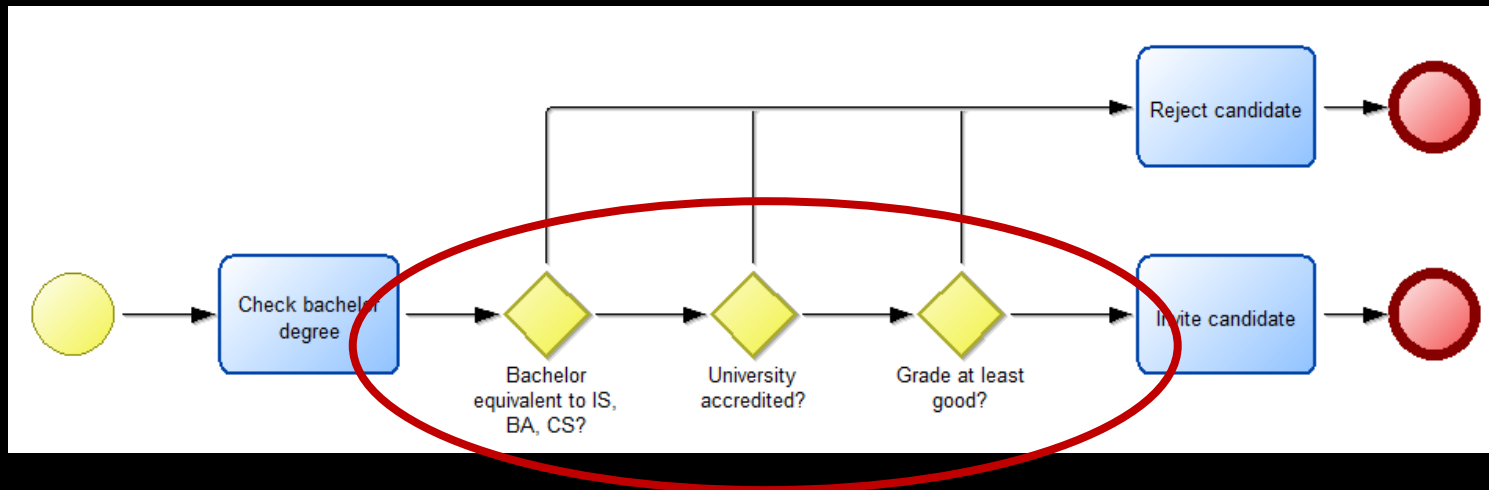 Reject candidate
Check bachelor
degree
Bachelor
equivalent to IS,
BA, CS?
University
accredited?
Grade at least
good?
Invite candidate